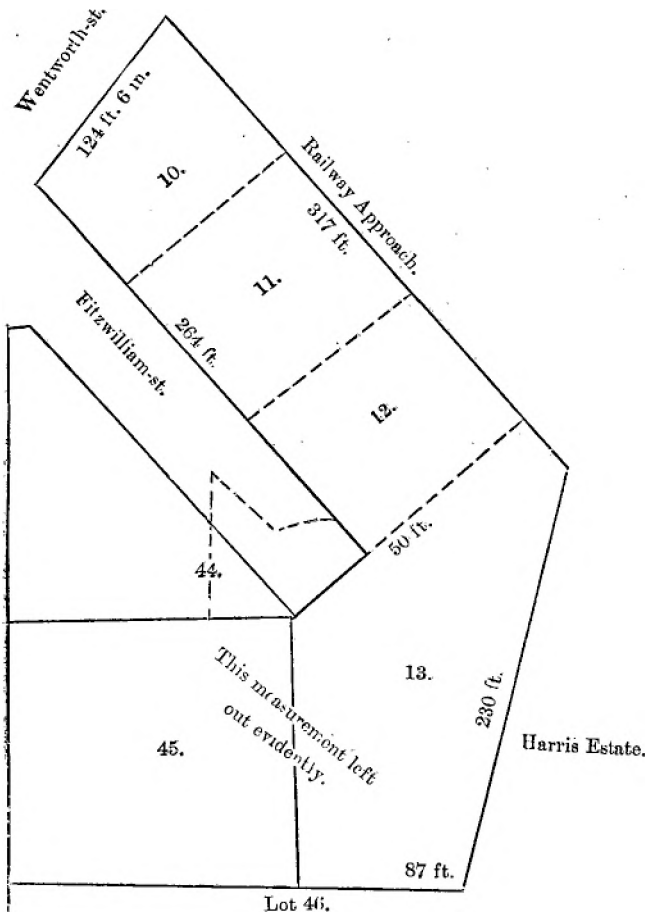 Wentworth-st.
124 ft. 6 in.
10.
Railway Approach.
317 ft.
11.
Fitzwilliam-st.
264 ft.
12.
50 ft.
44.
13.
This measurement left
out evidently.
230 ft.
45.
Harris Estate.
87 ft.
Lot 46.